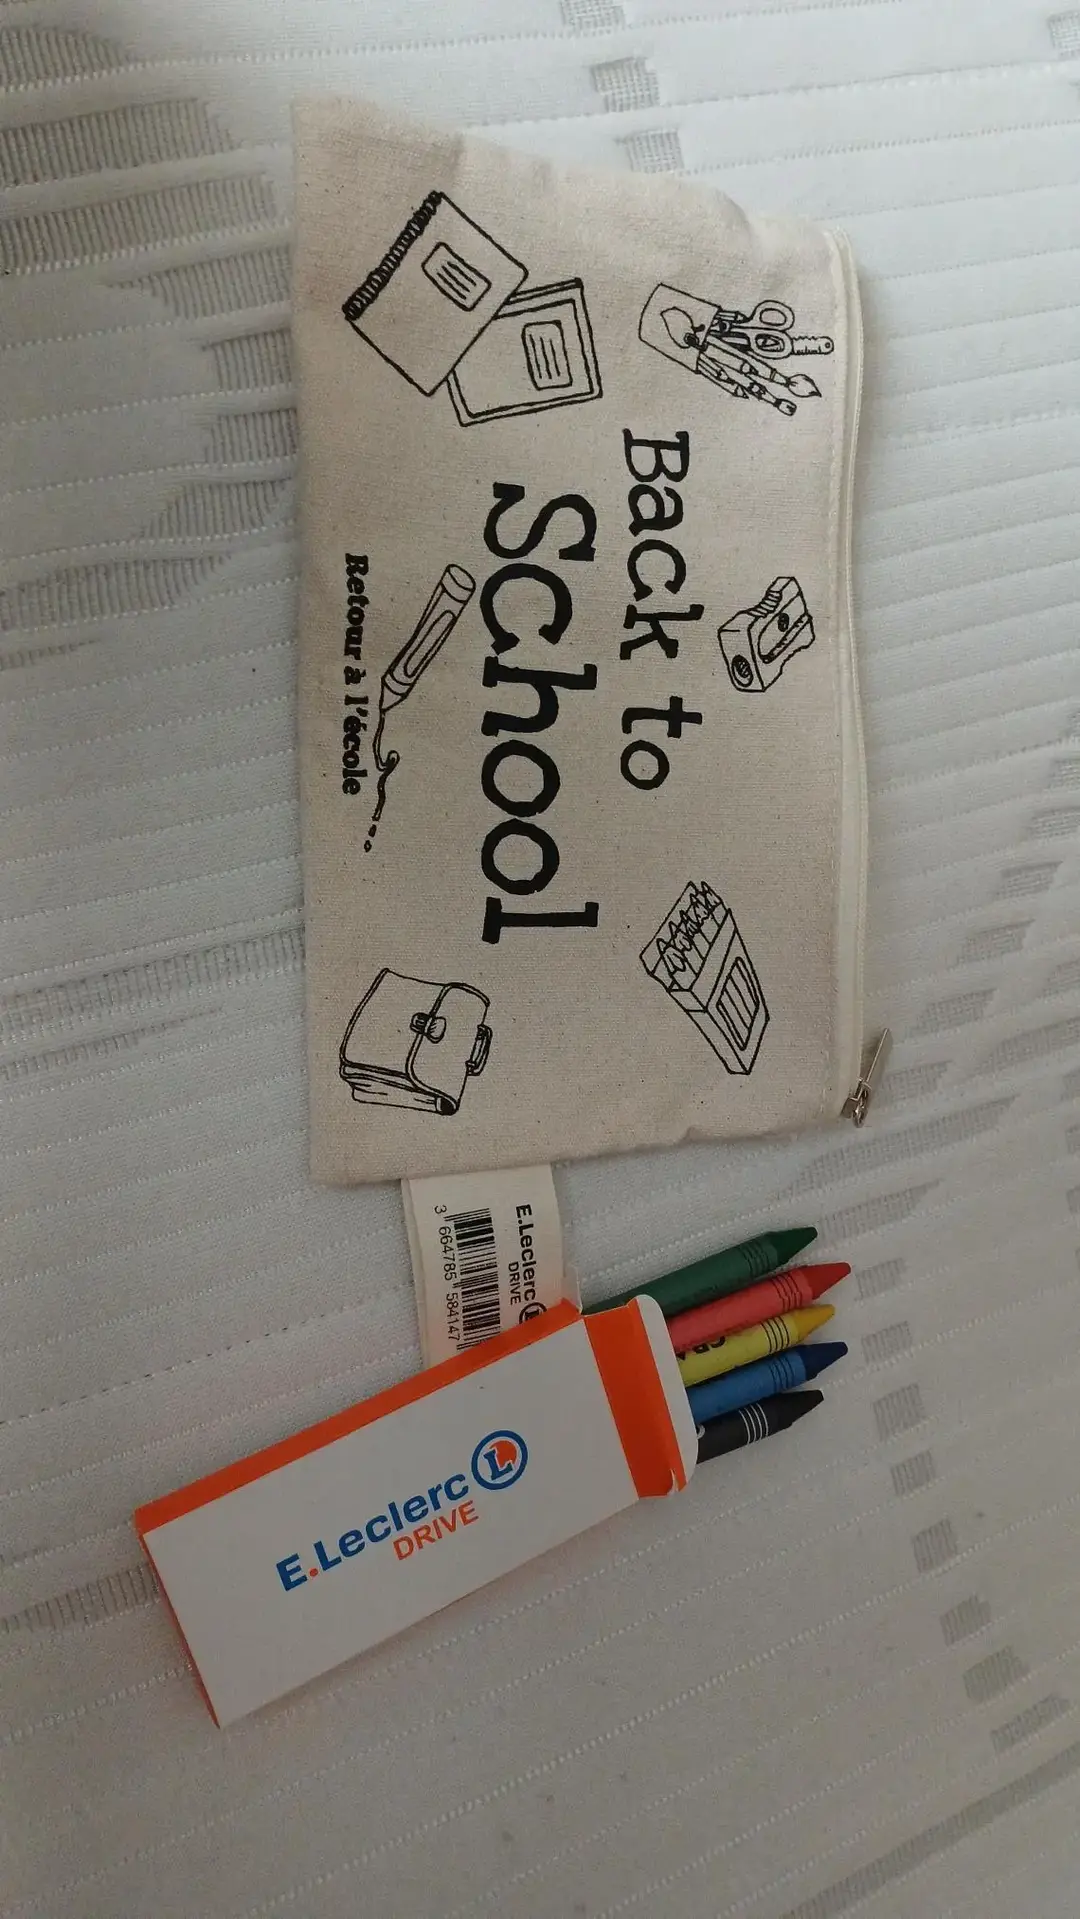 Back to
School
Retour à l'école
E.Leclerc L
DRIVE
3 664785 584147
E.Leclerc L
DRIVE